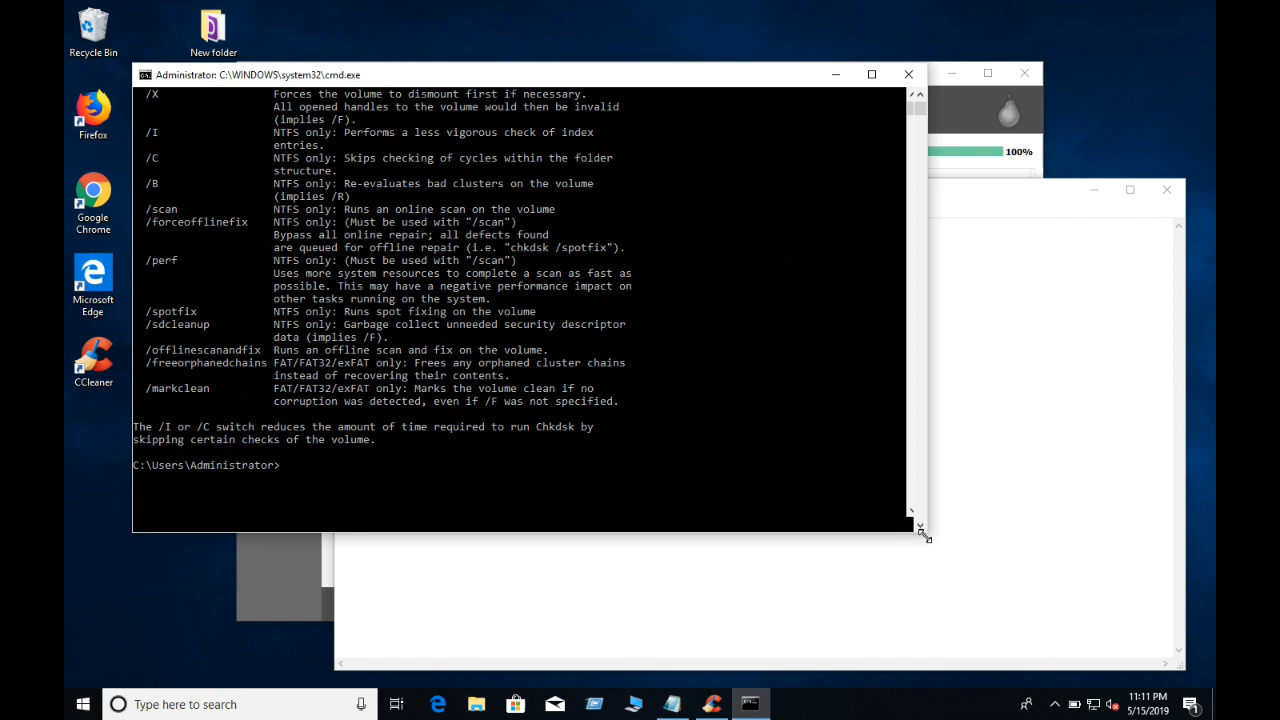 Recycle Bin
New folder
Firefox
Google
Chrome
Microsoft
Edge
CCleaner
Administrator: C:\WINDOWS\system32\cmd.exe
/X Forces the volume to dismount first if necessary.
All opened handles to the volume would then be invalid
(implies /F).
/I NTFS only: Performs a less vigorous check of index
entries.
/C NTFS only: Skips checking of cycles within the folder
structure.
/B NTFS only: Re-evaluates bad clusters on the volume
(implies /R)
/scan NTFS only: Runs an online scan on the volume
/forceofflinefix NTFS only: (Must be used with "/scan")
Bypass all online repair; all defects found
are queued for offline repair (i.e. "chkdsk /spotfix").
/perf NTFS only: (Must be used with "/scan")
Uses more system resources to complete a scan as fast as
possible. This may have a negative performance impact on
other tasks running on the system.
/spotfix NTFS only: Runs spot fixing on the volume
/sdcleanup NTFS only: Garbage collect unneeded security descriptor
data (implies /F).
/offlinescanandfix Runs an offline scan and fix on the volume.
/freeorphanedchains FAT/FAT32/exFAT only: Frees any orphaned cluster chains
instead of recovering their contents.
/markclean FAT/FAT32/exFAT only: Marks the volume clean if no
corruption was detected, even if /F was not specified.
The /I or /C switch reduces the amount of time required to run Chkdsk by
skipping certain checks of the volume.
C:\Users\Administrator>
100%
Type here to search
11:11 PM
5/15/2019
1